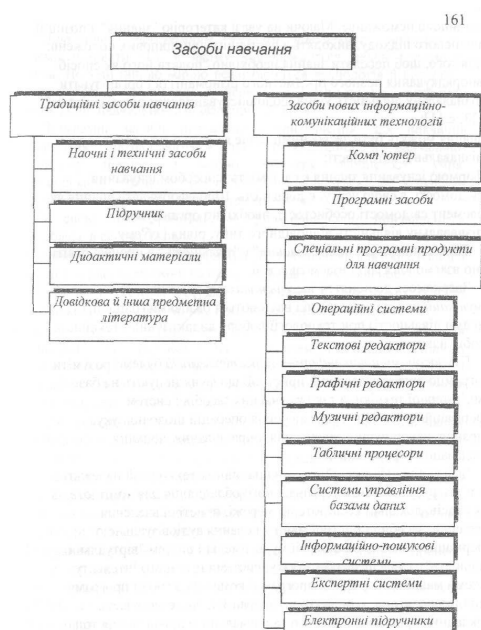 161
Засоби навчання
Традиційні засоби навчання
Наочні і технічні засоби
навчання
Підручник
Дидактичні матеріали
Довідкова й інша предметна
література
Засоби нових інформаційно-
комунікаційних технологій
Комп'ютер
Програмні засоби
Спеціальні програмні продукти
для навчання
Операційні системи
Текстові редактори
Графічні редактори
Музичні редактори
Табличні процесори
Системи управління
базами даних
Інформаційно-пошукові
системи
Експертні системи
Електронні підручники